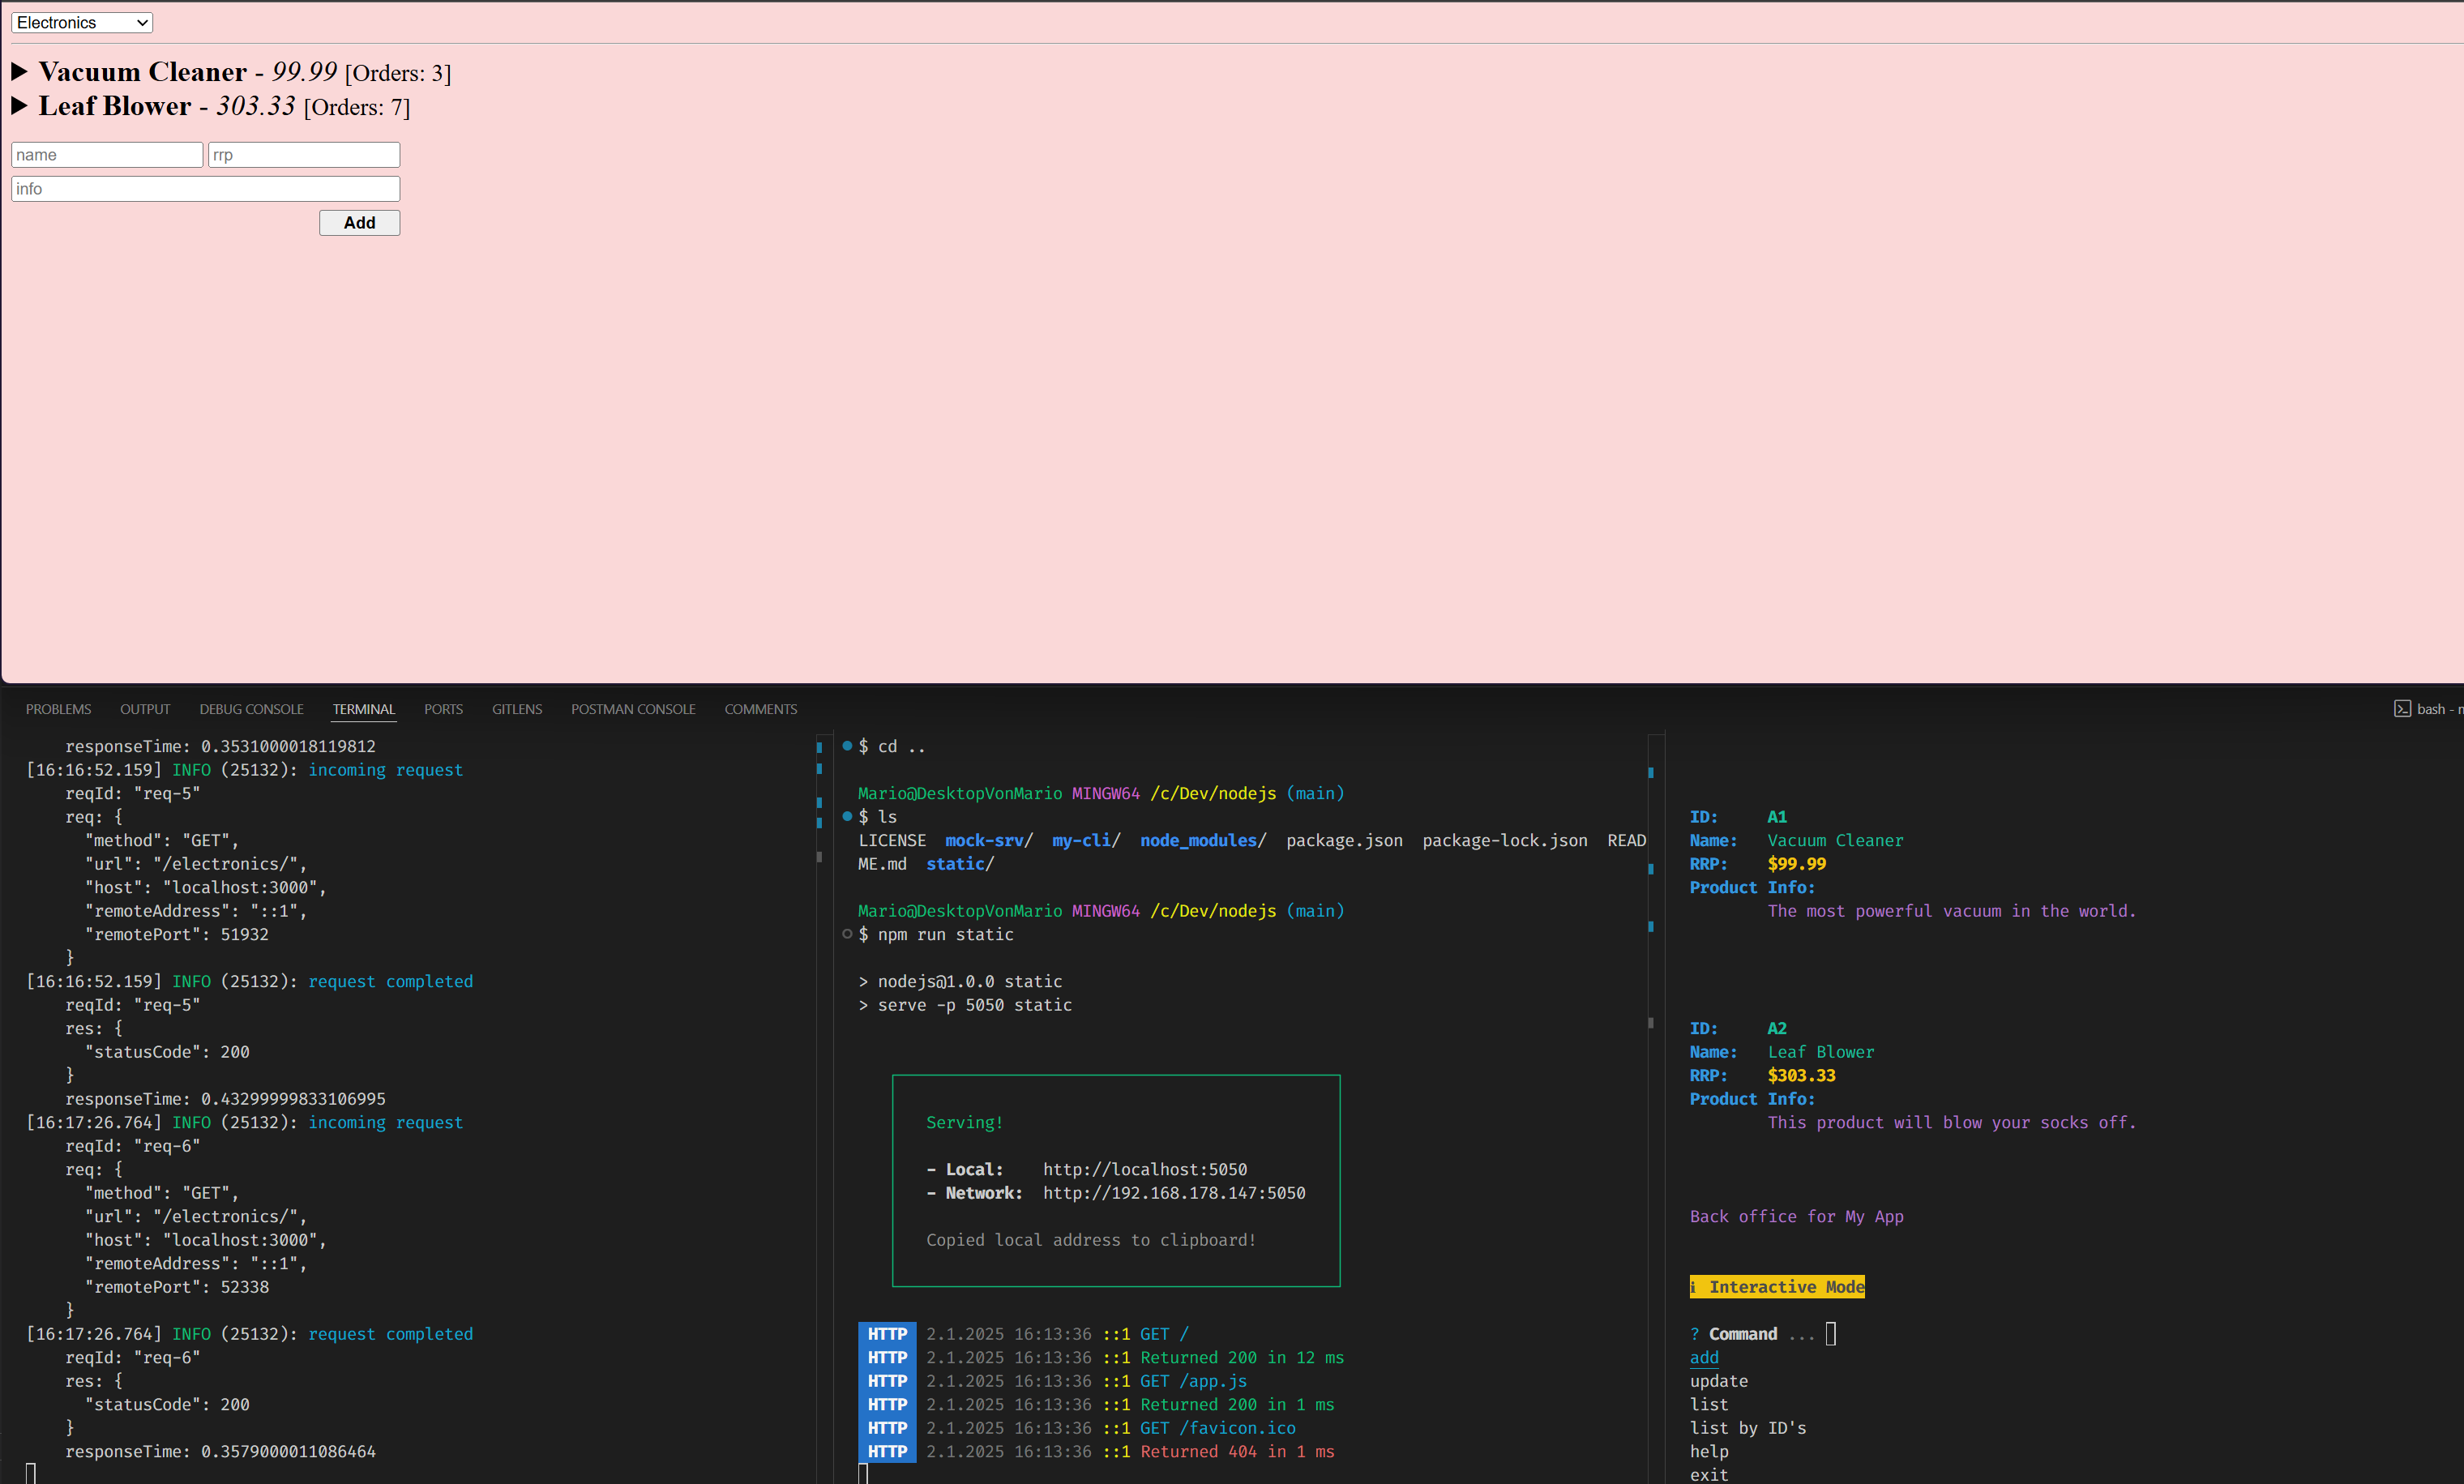 Electronics
Vacuum Cleaner - 99.99 [Orders: 3]
Leaf Blower - 303.33 [Orders: 7]
name rrp
info
Add
PROBLEMS OUTPUT DEBUG CONSOLE TERMINAL PORTS GITLENS POSTMAN CONSOLE COMMENTS
bash -
responseTime: 0.3531000018119812
[16:16:52.159] INFO (25132): incoming request
reqId: "req-5"
req: {
"method": "GET",
"url": "/electronics/",
"host": "localhost:3000",
"remoteAddress": "::1",
"remotePort": 51932
}
[16:16:52.159] INFO (25132): request completed
reqId: "req-5"
res: {
"statusCode": 200
}
responseTime: 0.43299999833106995
[16:17:26.764] INFO (25132): incoming request
reqId: "req-6"
req: {
"method": "GET",
"url": "/electronics/",
"host": "localhost:3000",
"remoteAddress": "::1",
"remotePort": 52338
}
[16:17:26.764] INFO (25132): request completed
reqId: "req-6"
res: {
"statusCode": 200
}
responseTime: 0.3579000011086464
$ cd ..
Mario@DesktopVonMario MINGW64 /c/Dev/nodejs (main)
$ ls
LICENSE mock-srv/ my-cli/ node_modules/ package.json package-lock.json READ
ME.md static/
Mario@DesktopVonMario MINGW64 /c/Dev/nodejs (main)
$ npm run static
> nodejs@1.0.0 static
> serve -p 5050 static
Serving!
- Local: http://localhost:5050
- Network: http://192.168.178.147:5050
Copied local address to clipboard!
HTTP 2.1.2025 16:13:36 ::1 GET /
HTTP 2.1.2025 16:13:36 ::1 Returned 200 in 12 ms
HTTP 2.1.2025 16:13:36 ::1 GET /app.js
HTTP 2.1.2025 16:13:36 ::1 Returned 200 in 1 ms
HTTP 2.1.2025 16:13:36 ::1 GET /favicon.ico
HTTP 2.1.2025 16:13:36 ::1 Returned 404 in 1 ms
ID: A1
Name: Vacuum Cleaner
RRP: $99.99
Product Info:
The most powerful vacuum in the world.
ID: A2
Name: Leaf Blower
RRP: $303.33
Product Info:
This product will blow your socks off.
Back office for My App
i Interactive Mode
? Command ...
add
update
list
list by ID's
help
exit